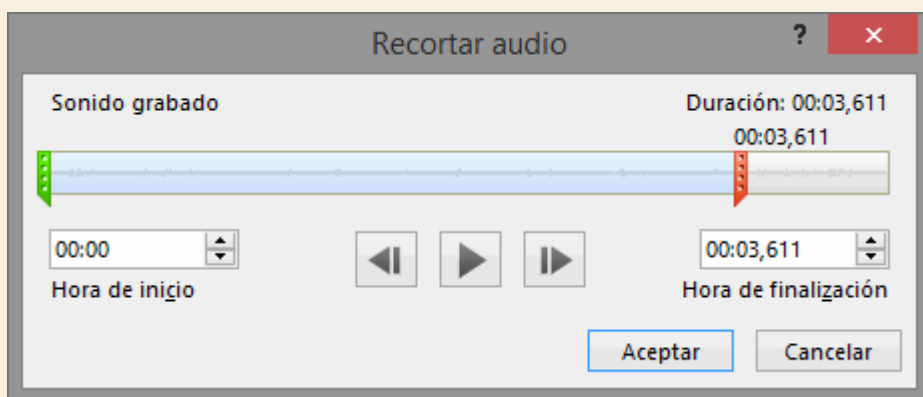 Recortar audio ? ×
Sonido grabado Duración: 00:03,611
00:03,611
00:00 00:03,611
Hora de inicio Hora de finalización
Aceptar Cancelar